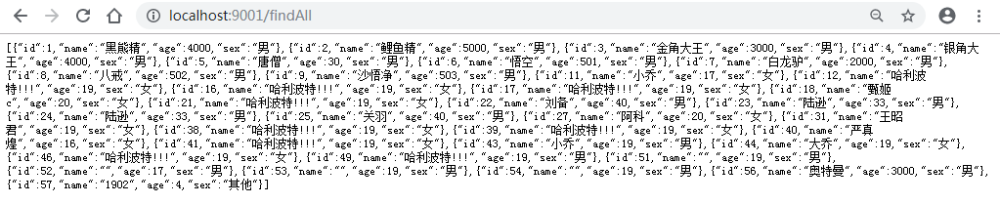 localhost:9001/findAll
[{"id":1,"name":"黑熊精","age":4000,"sex":"男"},{"id":2,"name":"鲤鱼精","age":5000,"sex":"男"},{"id":3,"name":"金角大王","age":3000,"sex":"男"},{"id":4,"name":"银角大
王","age":4000,"sex":"男"},{"id":5,"name":"唐僧","age":30,"sex":"男"},{"id":6,"name":"悟空","age":501,"sex":"男"},{"id":7,"name":"白龙驴","age":2000,"sex":"男"},
{"id":8,"name":"八戒","age":502,"sex":"男"},{"id":9,"name":"沙悟净","age":503,"sex":"男"},{"id":11,"name":"小乔","age":17,"sex":"女"},{"id":12,"name":"哈利波
特!!!","age":19,"sex":"女"},{"id":16,"name":"哈利波特!!!","age":19,"sex":"女"},{"id":17,"name":"哈利波特!!!","age":19,"sex":"女"},{"id":18,"name":"甄姬
c","age":20,"sex":"女"},{"id":21,"name":"哈利波特!!!","age":19,"sex":"女"},{"id":22,"name":"刘备","age":40,"sex":"男"},{"id":23,"name":"陆逊","age":33,"sex":"男"},
{"id":24,"name":"陆逊","age":33,"sex":"男"},{"id":25,"name":"关羽","age":40,"sex":"男"},{"id":27,"name":"阿科","age":20,"sex":"女"},{"id":31,"name":"王昭
君","age":19,"sex":"女"},{"id":38,"name":"哈利波特!!!","age":19,"sex":"女"},{"id":39,"name":"哈利波特!!!","age":19,"sex":"女"},{"id":40,"name":"严真
煌","age":16,"sex":"女"},{"id":41,"name":"哈利波特!!!","age":19,"sex":"女"},{"id":43,"name":"小乔","age":19,"sex":"男"},{"id":44,"name":"大乔","age":19,"sex":"女"},
{"id":46,"name":"哈利波特!!!","age":19,"sex":"女"},{"id":49,"name":"哈利波特!!!","age":19,"sex":"男"},{"id":51,"name":"","age":19,"sex":"男"},
{"id":52,"name":"","age":17,"sex":"男"},{"id":53,"name":"","age":19,"sex":"男"},{"id":54,"name":"","age":19,"sex":"男"},{"id":56,"name":"奥特曼","age":3000,"sex":"男"},
{"id":57,"name":"1902","age":4,"sex":"其他"}]